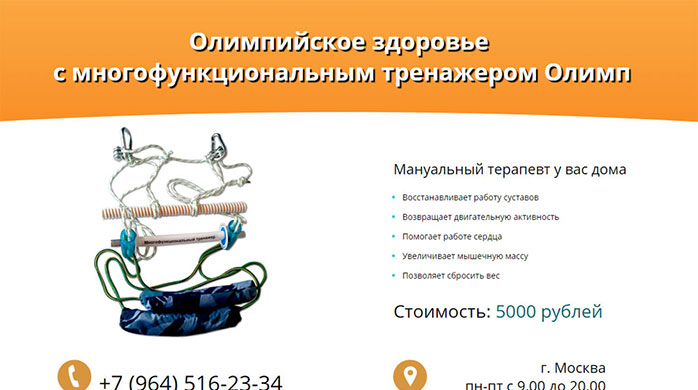 Олимпийское здоровье
с многофункциональным тренажером Олимп
Мануальный терапевт у вас дома
Восстанавливает работу суставов
Возвращает двигательную активность
Помогает работе сердца
Увеличивает мышечную массу
Позволяет сбросить вес
Многофункциональный тренажер
Стоимость: 5000 рублей
+7 (964) 516-23-34
г. Москва
пн-пт с 9.00 до 20.00